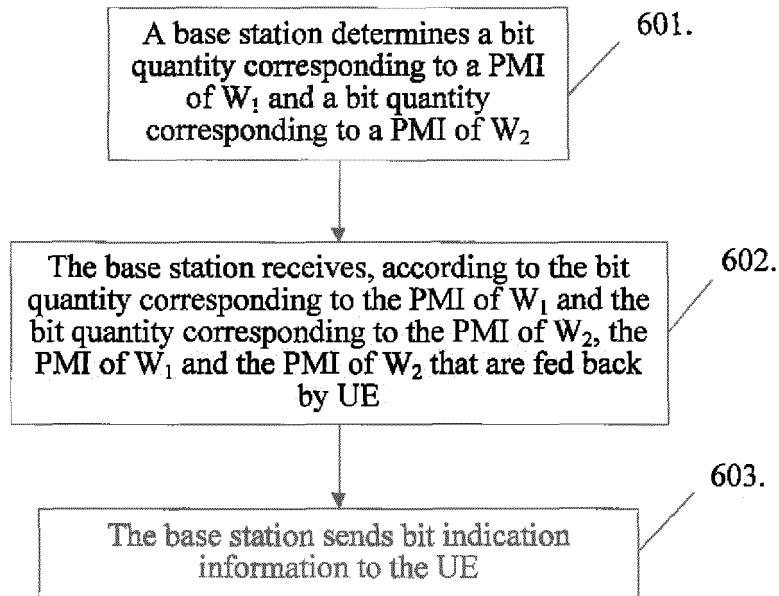 A base station determines a bit
quantity corresponding to a PMI
of W₁ and a bit quantity
corresponding to a PMI of W₂
601.
The base station receives, according to the bit
quantity corresponding to the PMI of W₁ and the
bit quantity corresponding to the PMI of W₂, the
PMI of W₁ and the PMI of W₂ that are fed back
by UE
602.
The base station sends bit indication
information to the UE
603.